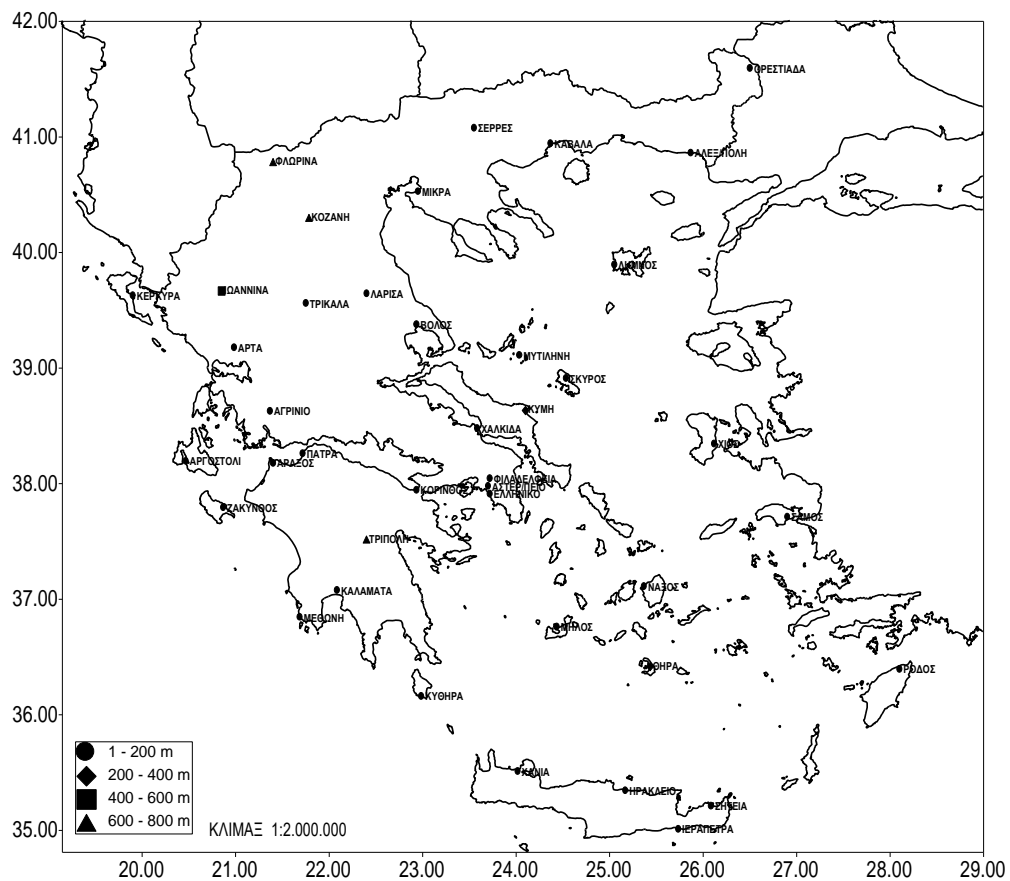 42.00
ΟΡΕΣΤΙΑΔΑ
41.00
ΣΕΡΡΕΣ
ΚΑΒΑΛΑ
ΑΛΕΞ/ΠΟΛΗ
ΦΛΩΡΙΝΑ
ΜΙΚΡΑ
ΚΟΖΑΝΗ
40.00
ΛΗΜΝΟΣ
ΚΕΡΚΥΡΑ
ΙΩΑΝΝΙΝΑ
ΛΑΡΙΣΑ
ΤΡΙΚΑΛΑ
ΒΟΛΟΣ
ΑΡΤΑ
ΜΥΤΙΛΗΝΗ
39.00
ΣΚΥΡΟΣ
ΑΓΡΙΝΙΟ
ΚΥΜΗ
ΧΑΛΚΙΔΑ
ΧΙΟΣ
ΠΑΤΡΑ
ΑΡΓΟΣΤΟΛΙ
ΑΡΑΞΟΣ
ΦΙΛΑΔΕΛΦΕΙΑ
38.00
ΚΟΡΙΝΘΟΣ
ΑΣΤΕΡ/ΠΕΙΟ
ΕΛΛΗΝΙΚΟ
ΖΑΚΥΝΘΟΣ
ΣΑΜΟΣ
ΤΡΙΠΟΛΗ
37.00
ΚΑΛΑΜΑΤΑ
ΝΑΞΟΣ
ΜΕΘΩΝΗ
ΜΗΛΟΣ
ΘΗΡΑ
ΡΟΔΟΣ
ΚΥΘΗΡΑ
36.00
1 - 200 m
200 - 400 m
400 - 600 m
600 - 800 m
ΧΑΝΙΑ
ΗΡΑΚΛΕΙΟ
ΣΗΤΕΙΑ
ΙΕΡΑΠΕΤΡΑ
35.00
ΚΛΙΜΑΞ 1:2.000.000
20.00 21.00 22.00 23.00 24.00 25.00 26.00 27.00 28.00 29.00